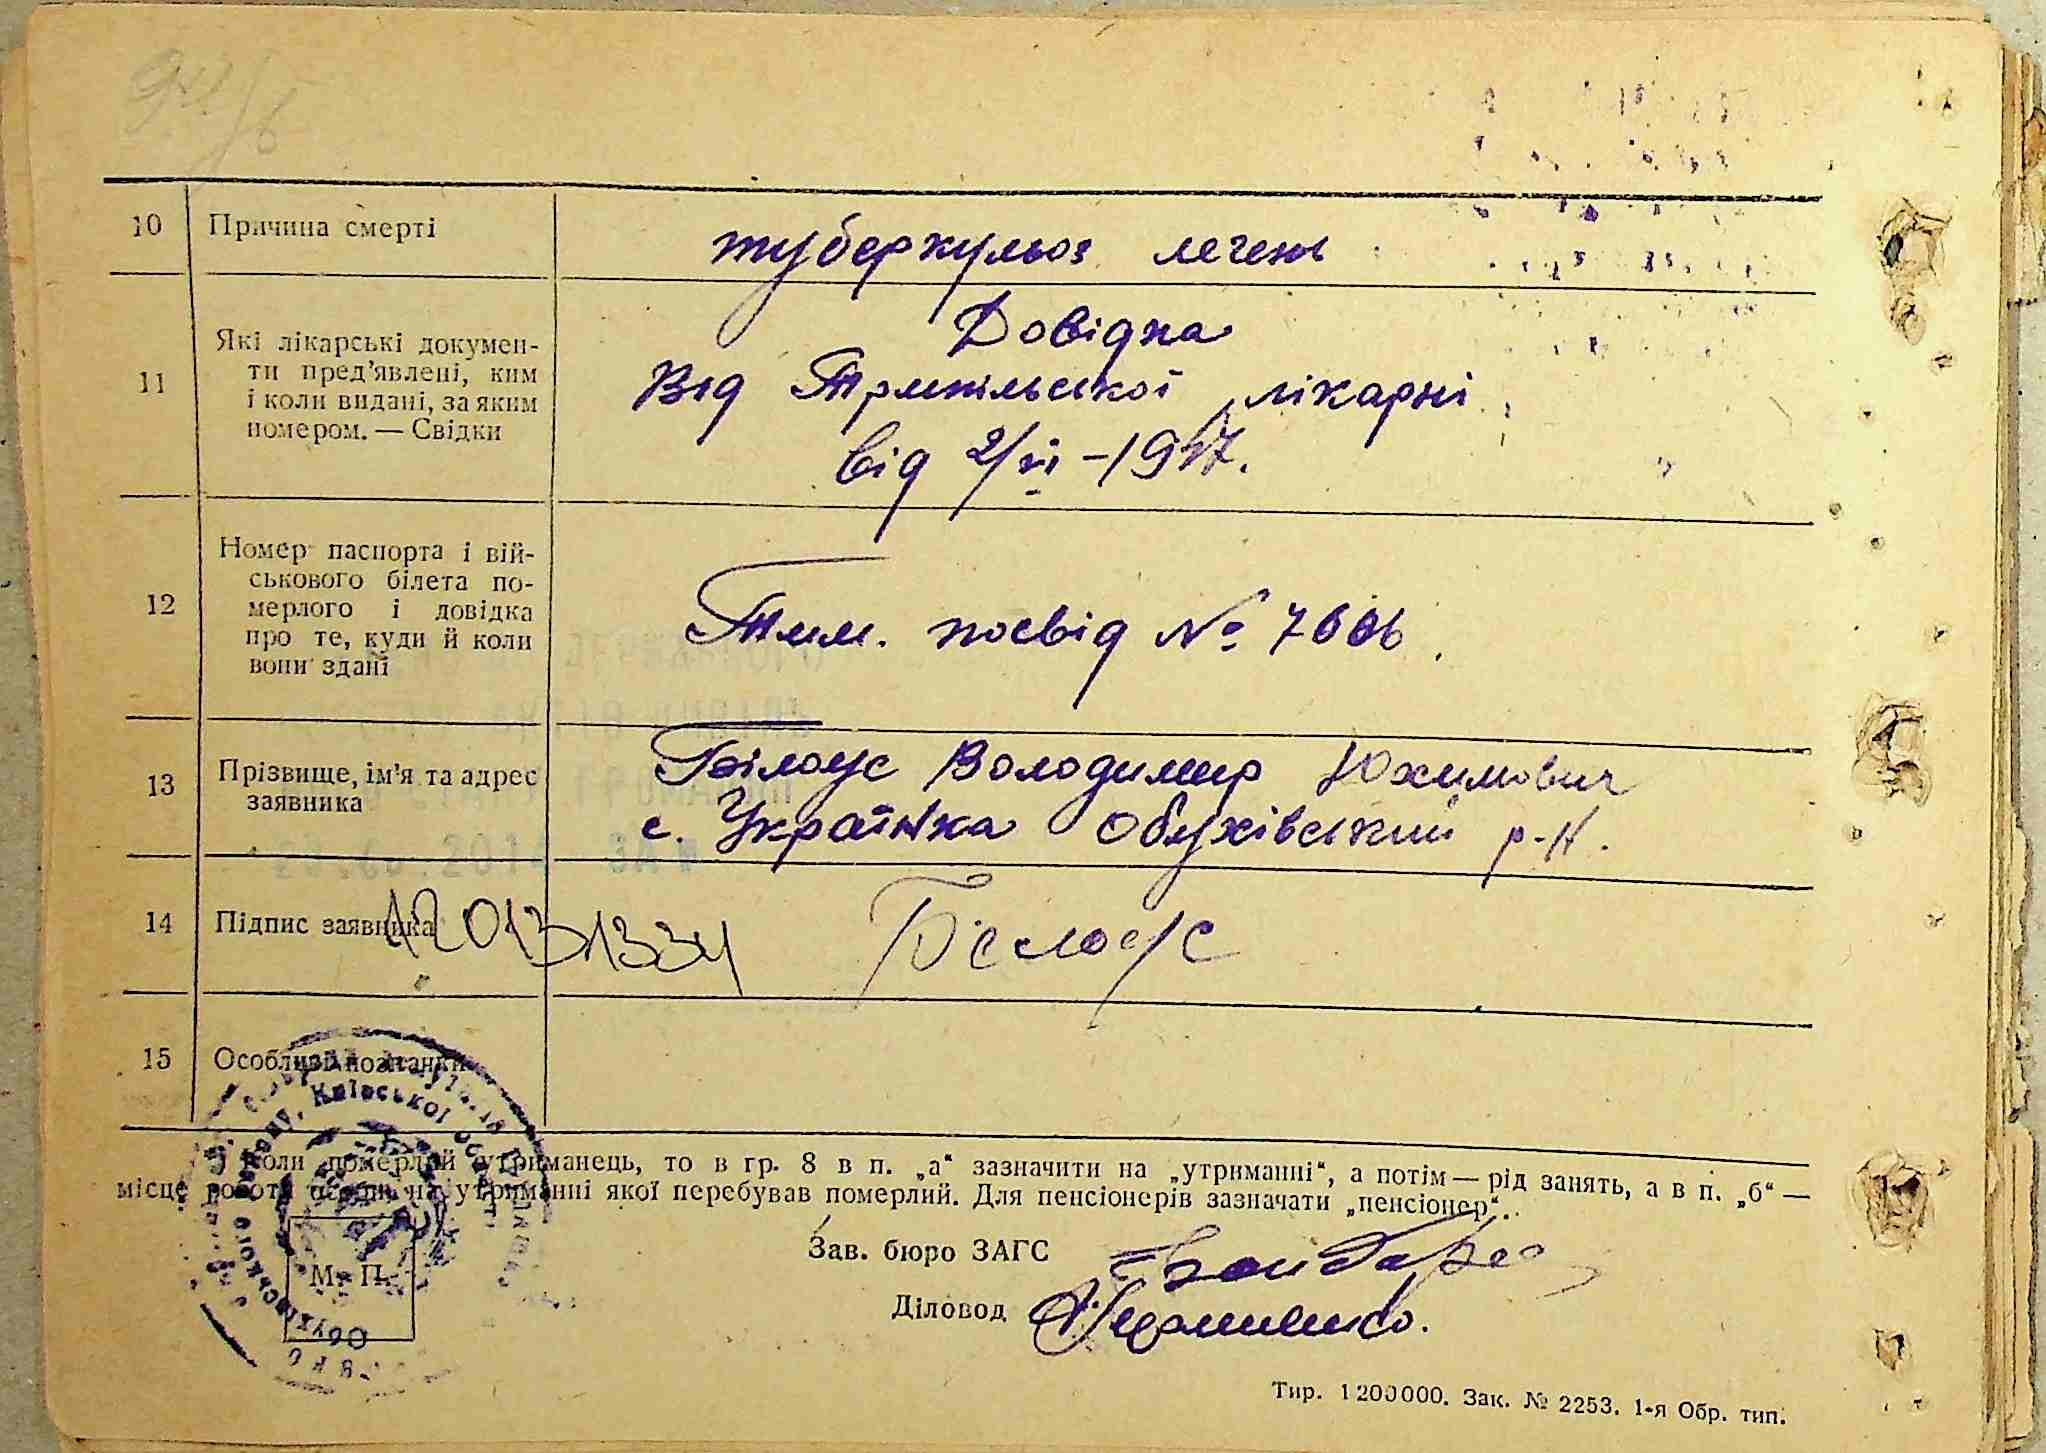 10 Причина смерті туберкульоз легень
11 Які лікарські докумен-
ти пред'явлені, ким
і коли видані, за яким
номером. — Свідки
Довідка
Від Трипільської лікарні
від 2/VI – 1947.
12 Номер паспорта і вій-
ськового білета по-
мерлого і довідка
про те, куди й коли
вони здані
Тим. посвід №
13 Прізвище, ім'я та адрес
заявника
Білоус Володимир Юхимович
с. Українка Обухівський р-н.
14 Підпис заявника 120131334 Білоус
15 Особливі познанки
Коли померлий утриманець, то в гр. 8 в п. „а“ зазначити на „утриманні“, а потім — рід занять, а в п. „б“ —
місце роботи особи, на утриманні якої перебував померлий. Для пенсіонерів зазначати „пенсіонер“.
Обухівського Київської
М. П.
Зав. бюро ЗАГС
Діловод
Тир. 1200000. Зак. № 2253. 1-я Обр. тип.